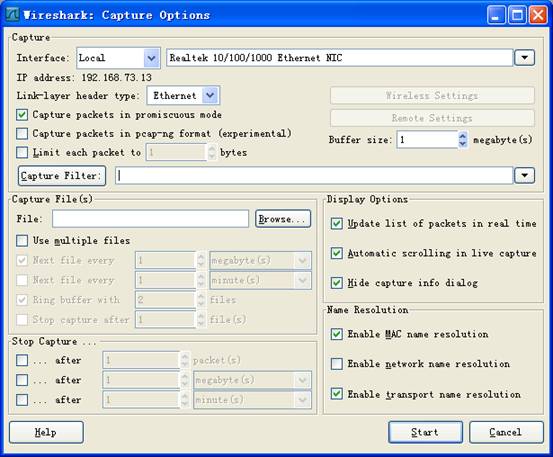 Wireshark: Capture Options
Capture
Interface: Local Realtek 10/100/1000 Ethernet NIC
IP address: 192.168.73.13
Link-layer header type: Ethernet
Wireless Settings
Capture packets in promiscuous mode
Remote Settings
Capture packets in pcap-ng format (experimental)
Buffer size: 1 megabyte(s)
Limit each packet to 1 bytes
Capture Filter:
Capture File(s)
File: Browse...
Use multiple files
Next file every 1 megabyte(s)
Next file every 1 minute(s)
Ring buffer with 2 files
Stop capture after 1 file(s)
Stop Capture ...
... after 1 packet(s)
... after 1 megabyte(s)
... after 1 minute(s)
Display Options
Update list of packets in real time
Automatic scrolling in live capture
Hide capture info dialog
Name Resolution
Enable MAC name resolution
Enable network name resolution
Enable transport name resolution
Help Start Cancel